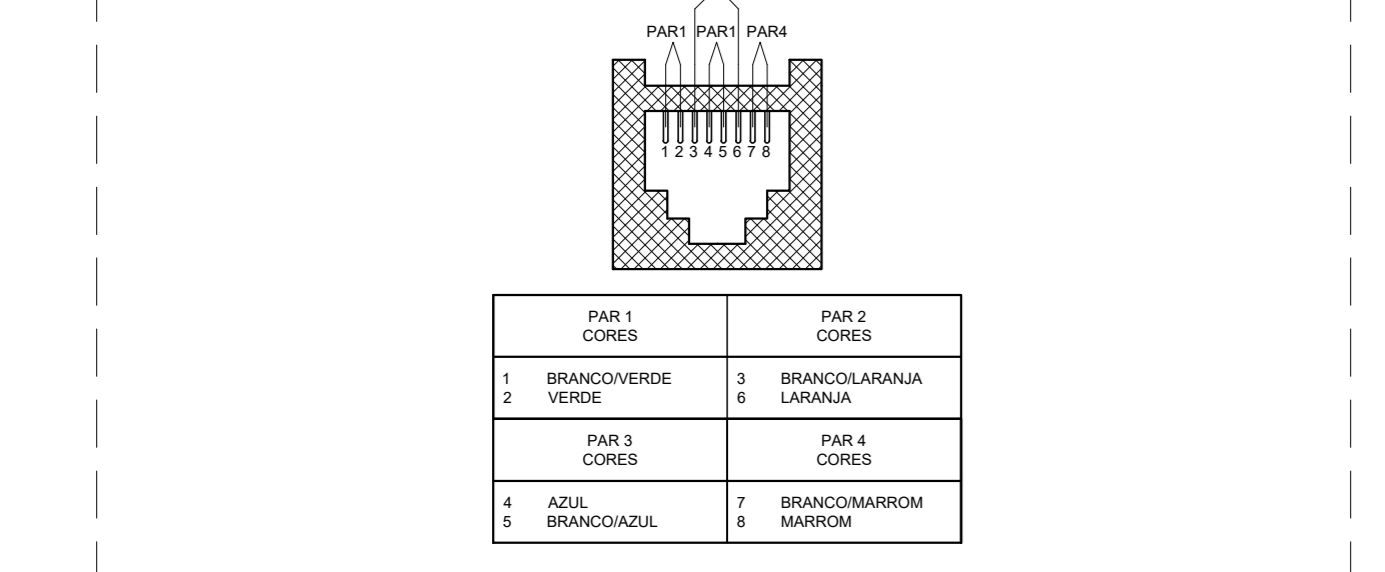 PAR1 PAR1 PAR4
1 2 3 4 5 6 7 8
PAR 1
CORES
PAR 2
CORES
1 BRANCO/VERDE
2 VERDE
3 BRANCO/LARANJA
6 LARANJA
PAR 3
CORES
PAR 4
CORES
4 AZUL
5 BRANCO/AZUL
7 BRANCO/MARROM
8 MARROM